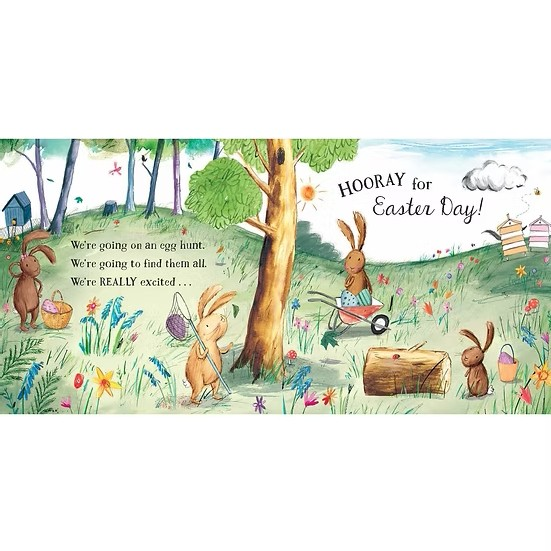 We're going on an egg hunt.
We're going to find them all.
We're REALLY excited . . .
HOORAY for
Easter Day!